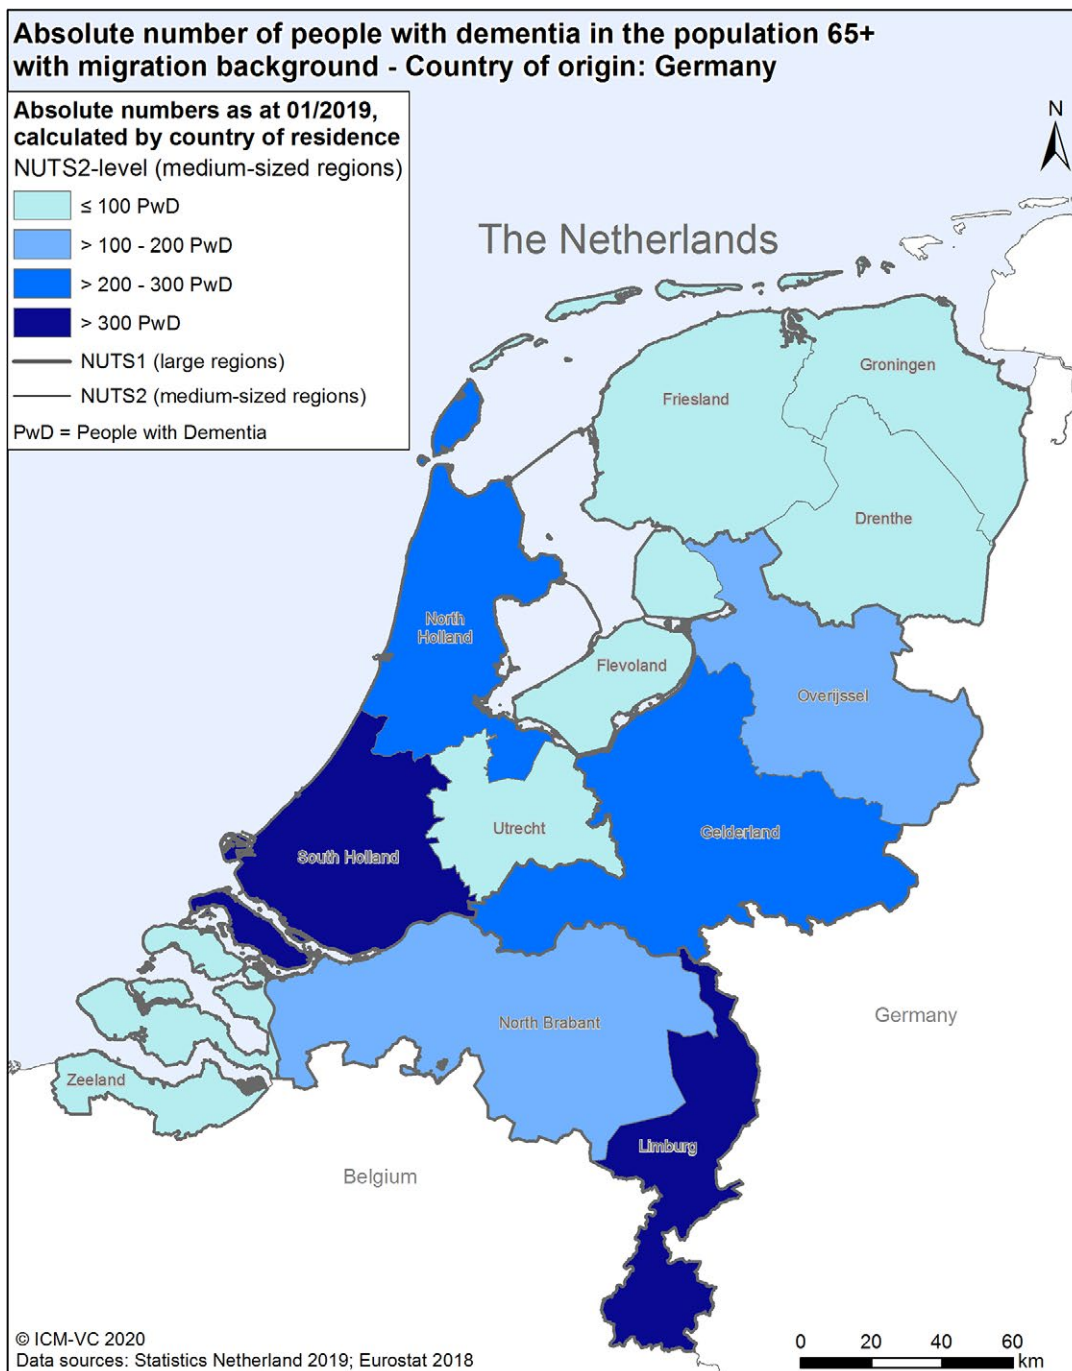 Absolute number of people with dementia in the population 65+
with migration background - Country of origin: Germany
Absolute numbers as at 01/2019,
calculated by country of residence
NUTS2-level (medium-sized regions)
≤ 100 PwD
> 100 - 200 PwD
> 200 - 300 PwD
> 300 PwD
NUTS1 (large regions)
NUTS2 (medium-sized regions)
PwD = People with Dementia
N
The Netherlands
Groningen
Friesland
Drenthe
North
Holland
Flevoland
Overijssel
Utrecht
Gelderland
South Holland
North Brabant
Germany
Zeeland
Limburg
Belgium
© ICM-VC 2020
Data sources: Statistics Netherland 2019; Eurostat 2018
0 20 40 60
km